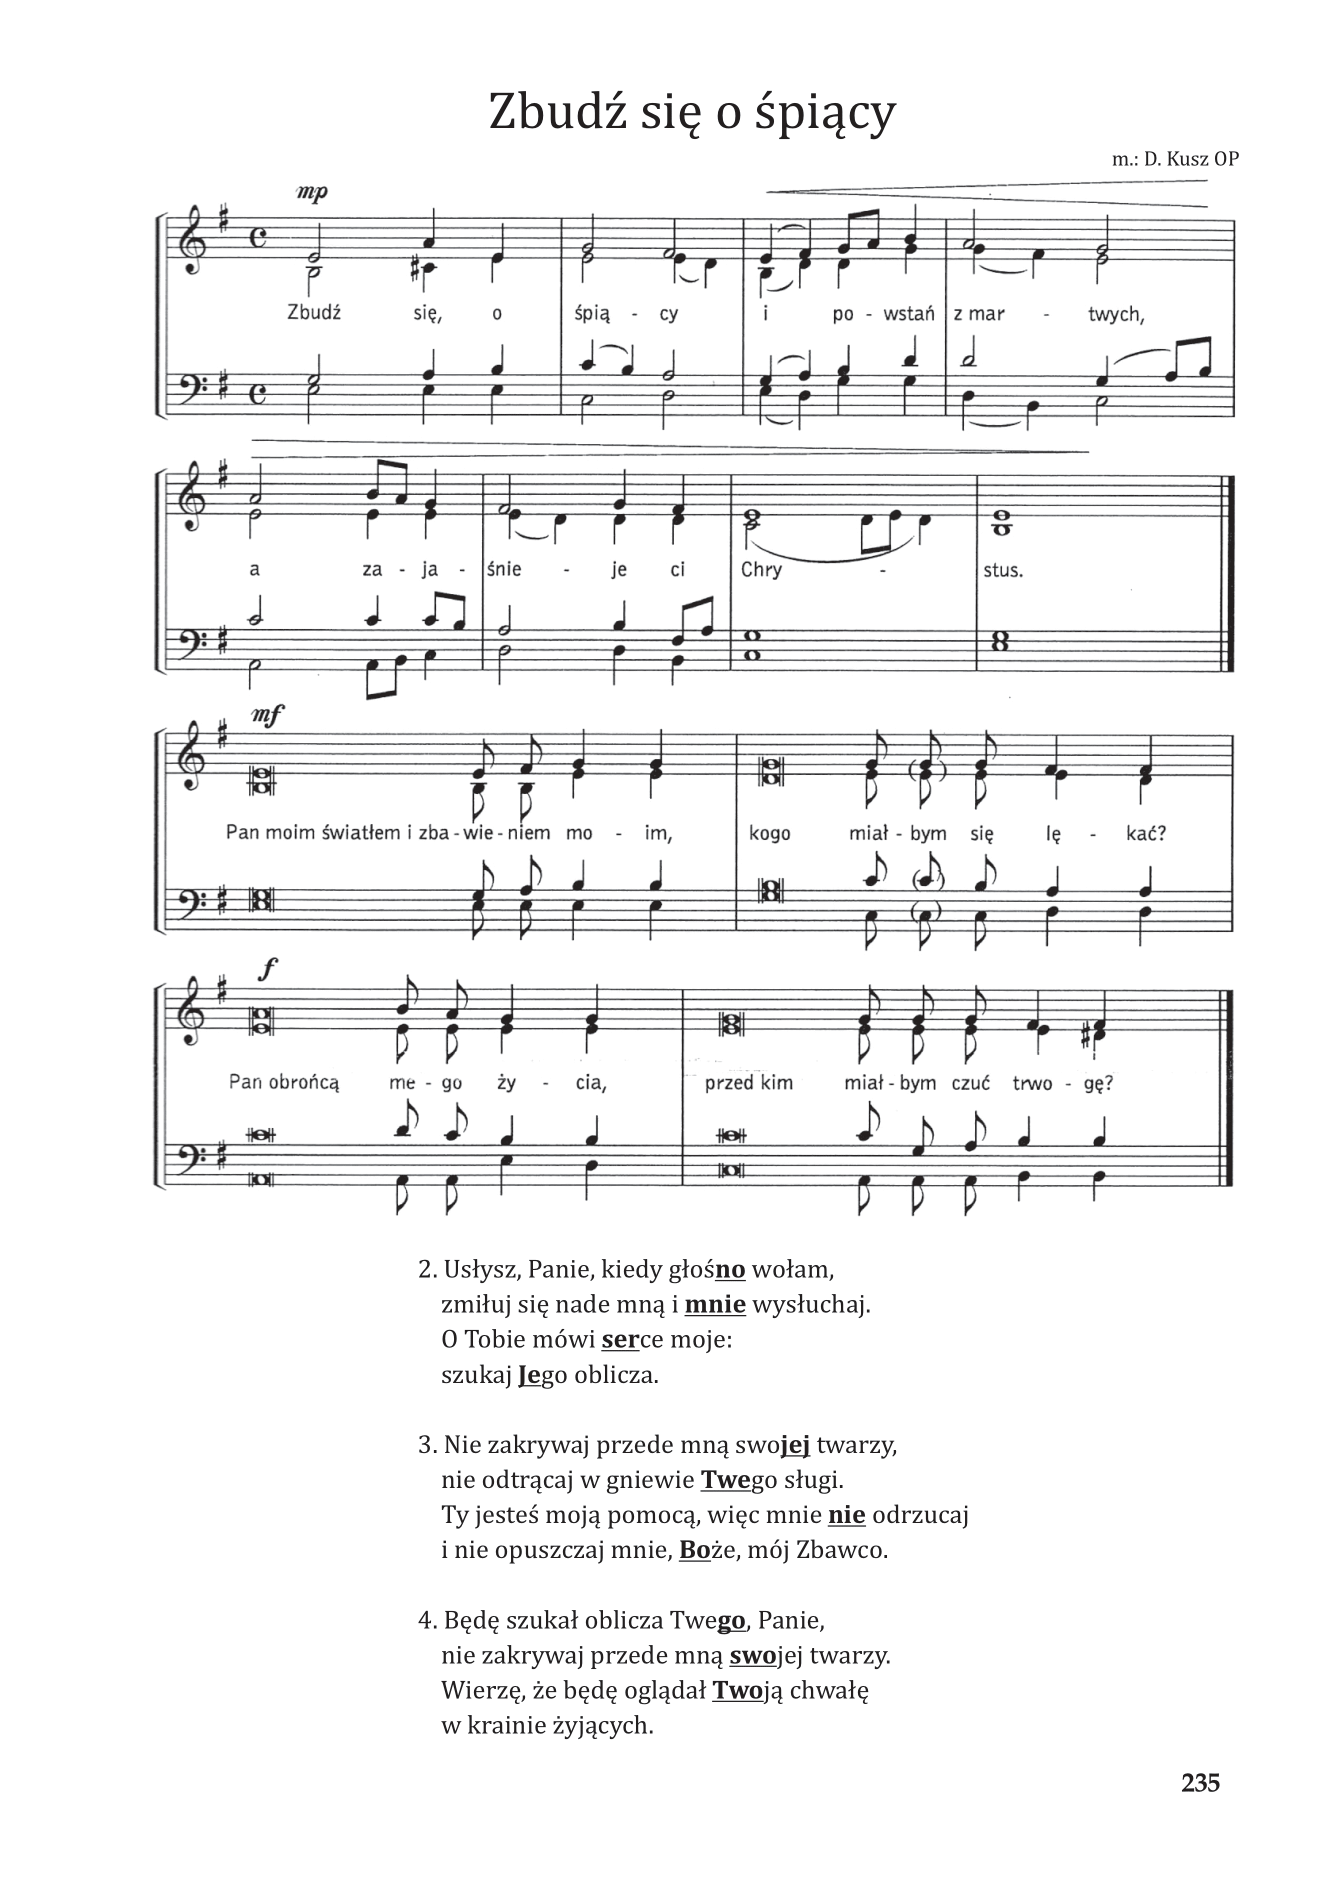 Zbudź się o śpiący
m.: D. Kusz OP
mp
Zbudź się, o śpią - cy i po - wstań z mar - twych,
a za - ja - śnie - je ci Chry - stus.
mf
Pan moim światłem i zba - wie - niem mo - im, kogo miał - bym się lę - kać?
f
Pan obrońcą me - go ży - cia, przed kim miał - bym czuć trwo - gę?
2. Usłysz, Panie, kiedy głośno wołam,
zmiłuj się nade mną i mnie wysłuchaj.
O Tobie mówi serce moje:
szukaj Jego oblicza.
3. Nie zakrywaj przede mną swojej twarzy,
nie odtrącaj w gniewie Twego sługi.
Ty jesteś moją pomocą, więc mnie nie odrzucaj
i nie opuszczaj mnie, Boże, mój Zbawco.
4. Będę szukał oblicza Twego, Panie,
nie zakrywaj przede mną swojej twarzy.
Wierzę, że będę oglądał Twoją chwałę
w krainie żyjących.
235